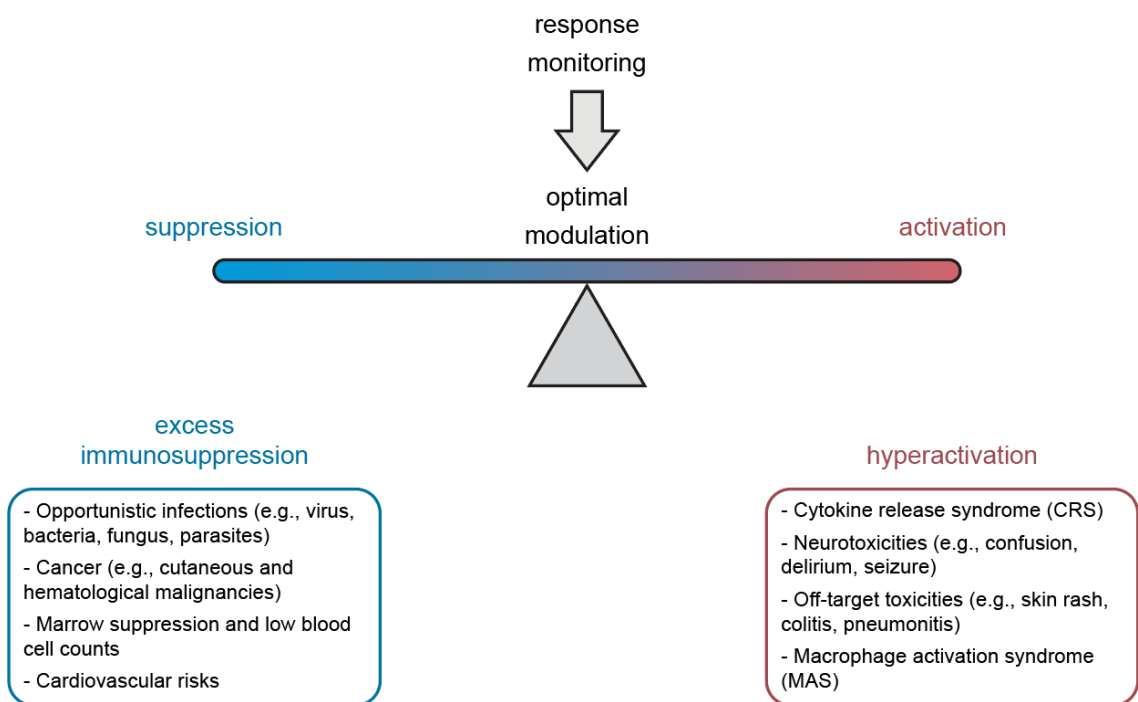 response
monitoring
optimal
modulation
suppression
activation
excess
immunosuppression
- Opportunistic infections (e.g., virus,
bacteria, fungus, parasites)
- Cancer (e.g., cutaneous and
hematological malignancies)
- Marrow suppression and low blood
cell counts
- Cardiovascular risks
hyperactivation
- Cytokine release syndrome (CRS)
- Neurotoxicities (e.g., confusion,
delirium, seizure)
- Off-target toxicities (e.g., skin rash,
colitis, pneumonitis)
- Macrophage activation syndrome
(MAS)